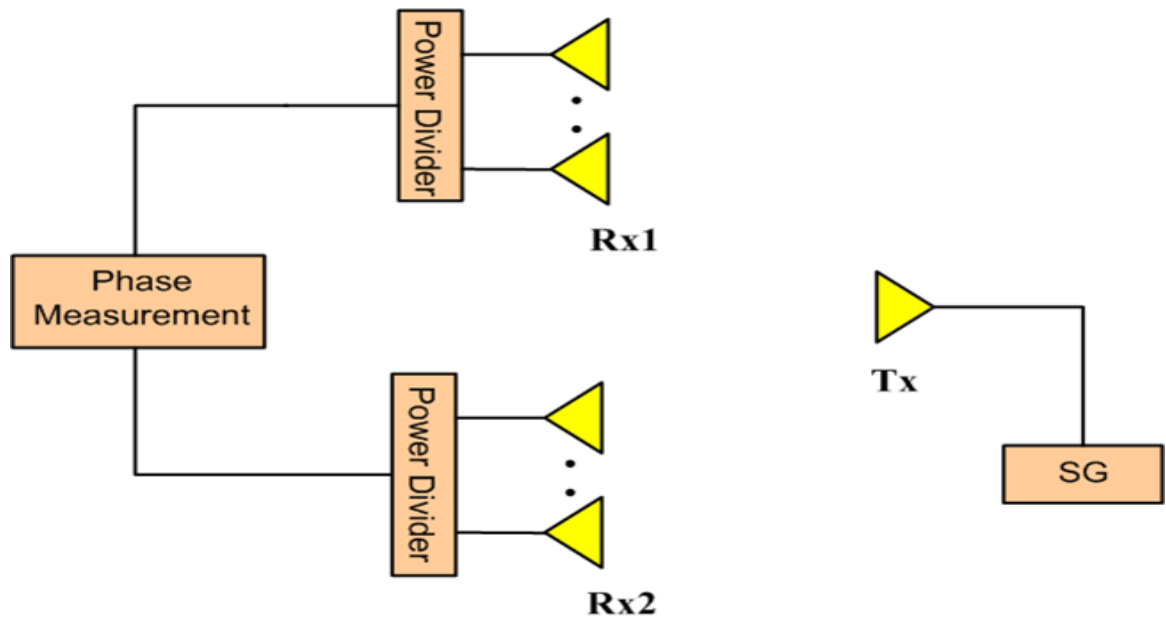 Power Divider
Rx1
Phase
Measurement
Tx
Power Divider
SG
Rx2